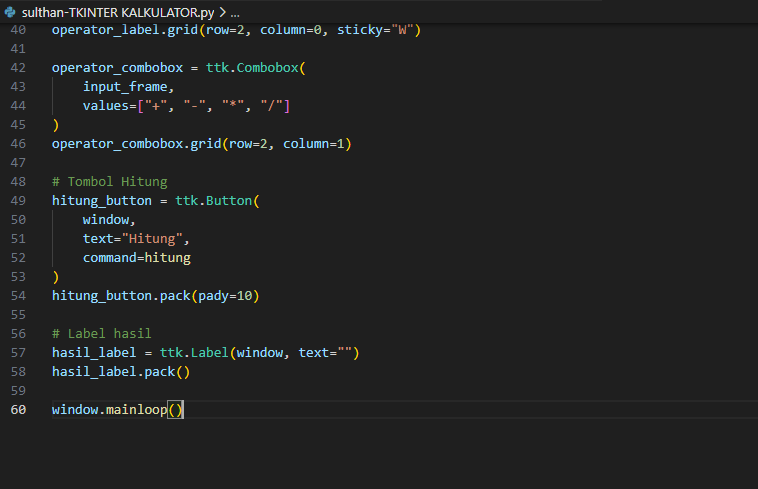 sulthan-TKINTER KALKULATOR.py > ...
40 operator_label.grid(row=2, column=0, sticky="W")
41
42 operator_combobox = ttk.Combobox(
43     input_frame,
44     values=["+", "-", "*", "/"]
45 )
46 operator_combobox.grid(row=2, column=1)
47
48 # Tombol Hitung
49 hitung_button = ttk.Button(
50     window,
51     text="Hitung",
52     command=hitung
53 )
54 hitung_button.pack(pady=10)
55
56 # Label hasil
57 hasil_label = ttk.Label(window, text="")
58 hasil_label.pack()
59
60 window.mainloop()